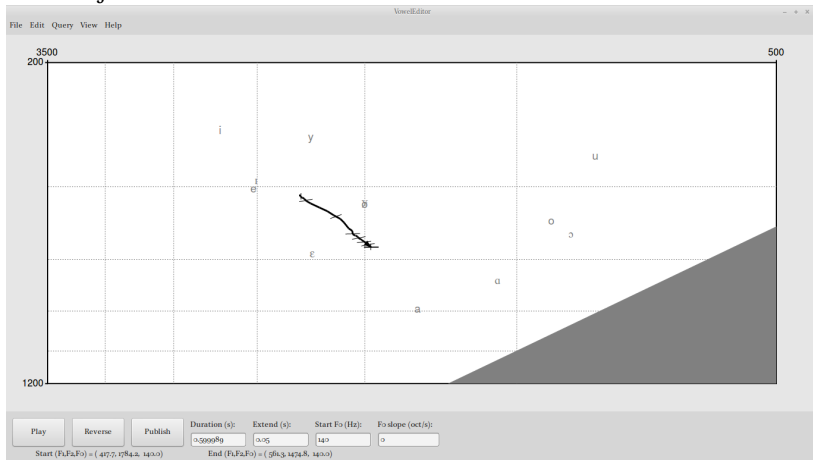 VowelEditor
File Edit Query View Help
3500 500
200
i
y
u
ɪ
e
o
ɔ
ɛ
ɑ
a
1200
Duration (s): Extend (s): Start F0 (Hz): F0 slope (oct/s):
Play Reverse Publish 0.599989 0.05 140 0
Start (F1,F2,F0) = ( 417.7, 1784.2, 140.0) End (F1,F2,F0) = ( 561.3, 1474.8, 140.0)